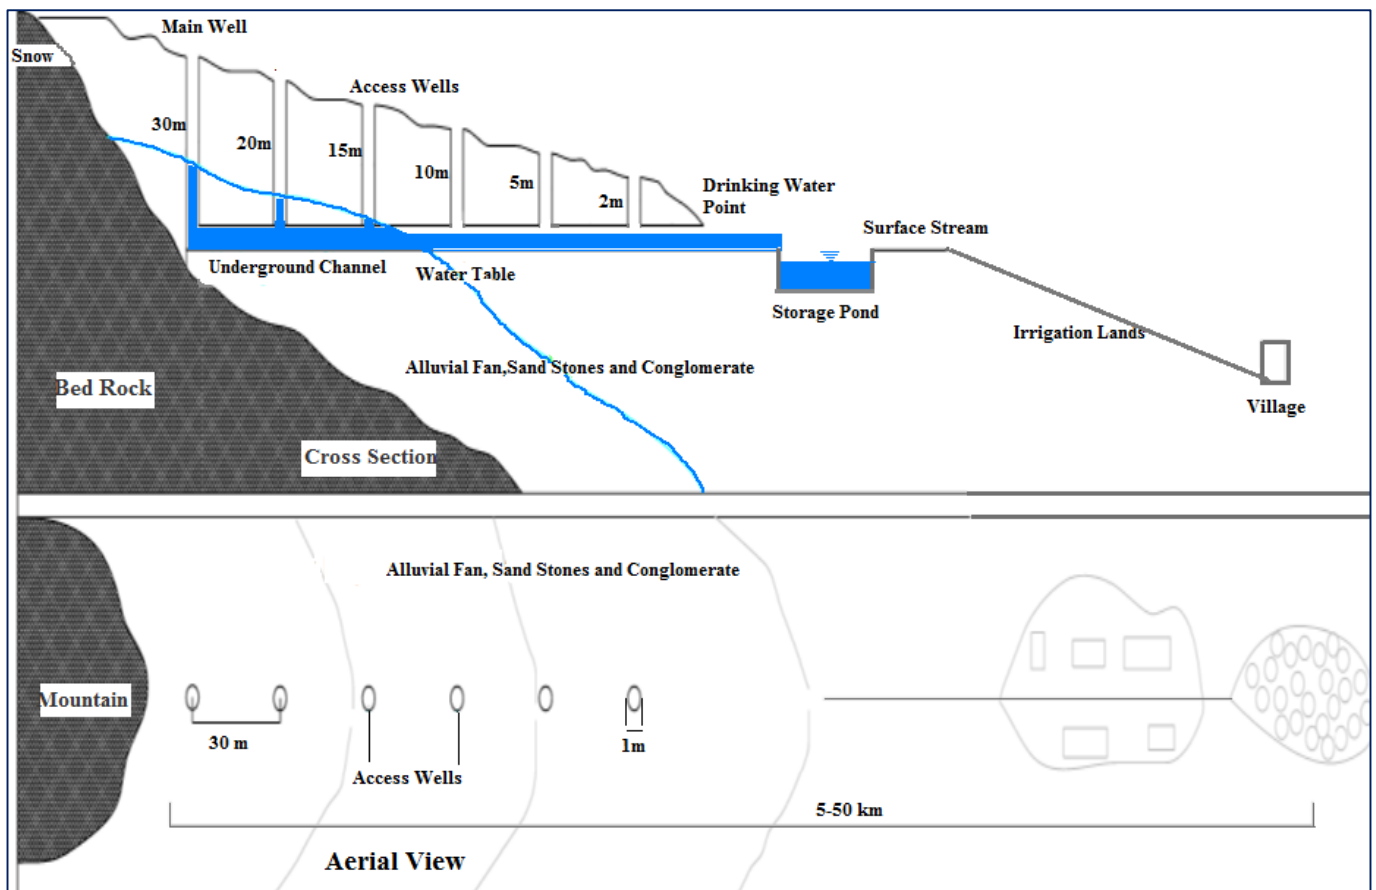 Main Well
Snow
Access Wells
30m
20m
15m
10m
5m
2m
Drinking Water
Point
Surface Stream
Underground Channel
Water Table
Storage Pond
Irrigation Lands
Alluvial Fan,Sand Stones and Conglomerate
Bed Rock
Village
Cross Section
Alluvial Fan, Sand Stones and Conglomerate
Mountain
30 m
1m
Access Wells
5-50 km
Aerial View